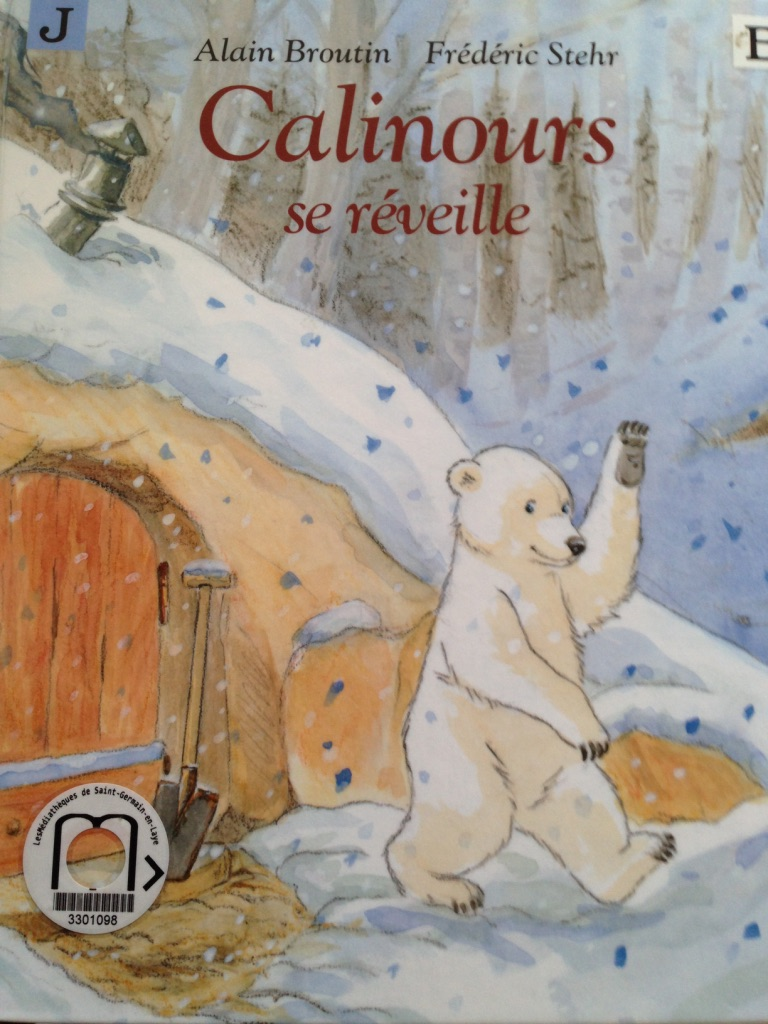 J
Alain Broutin Frédéric Stehr
Calinours
se réveille
LesMédiathèques de Saint-Germain-en-Laye
3301098